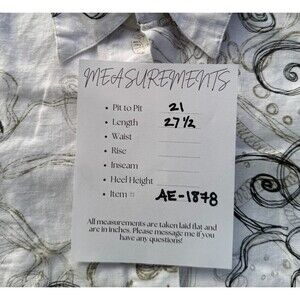 MEASUREMENTS
• Pit to Pit 21
• Length 27 1/2
• Waist
• Rise
• Inseam
• Heel Height
• Item # AE-1878
All measurements are taken laid flat and
are in inches. Please message me if you
have any questions!